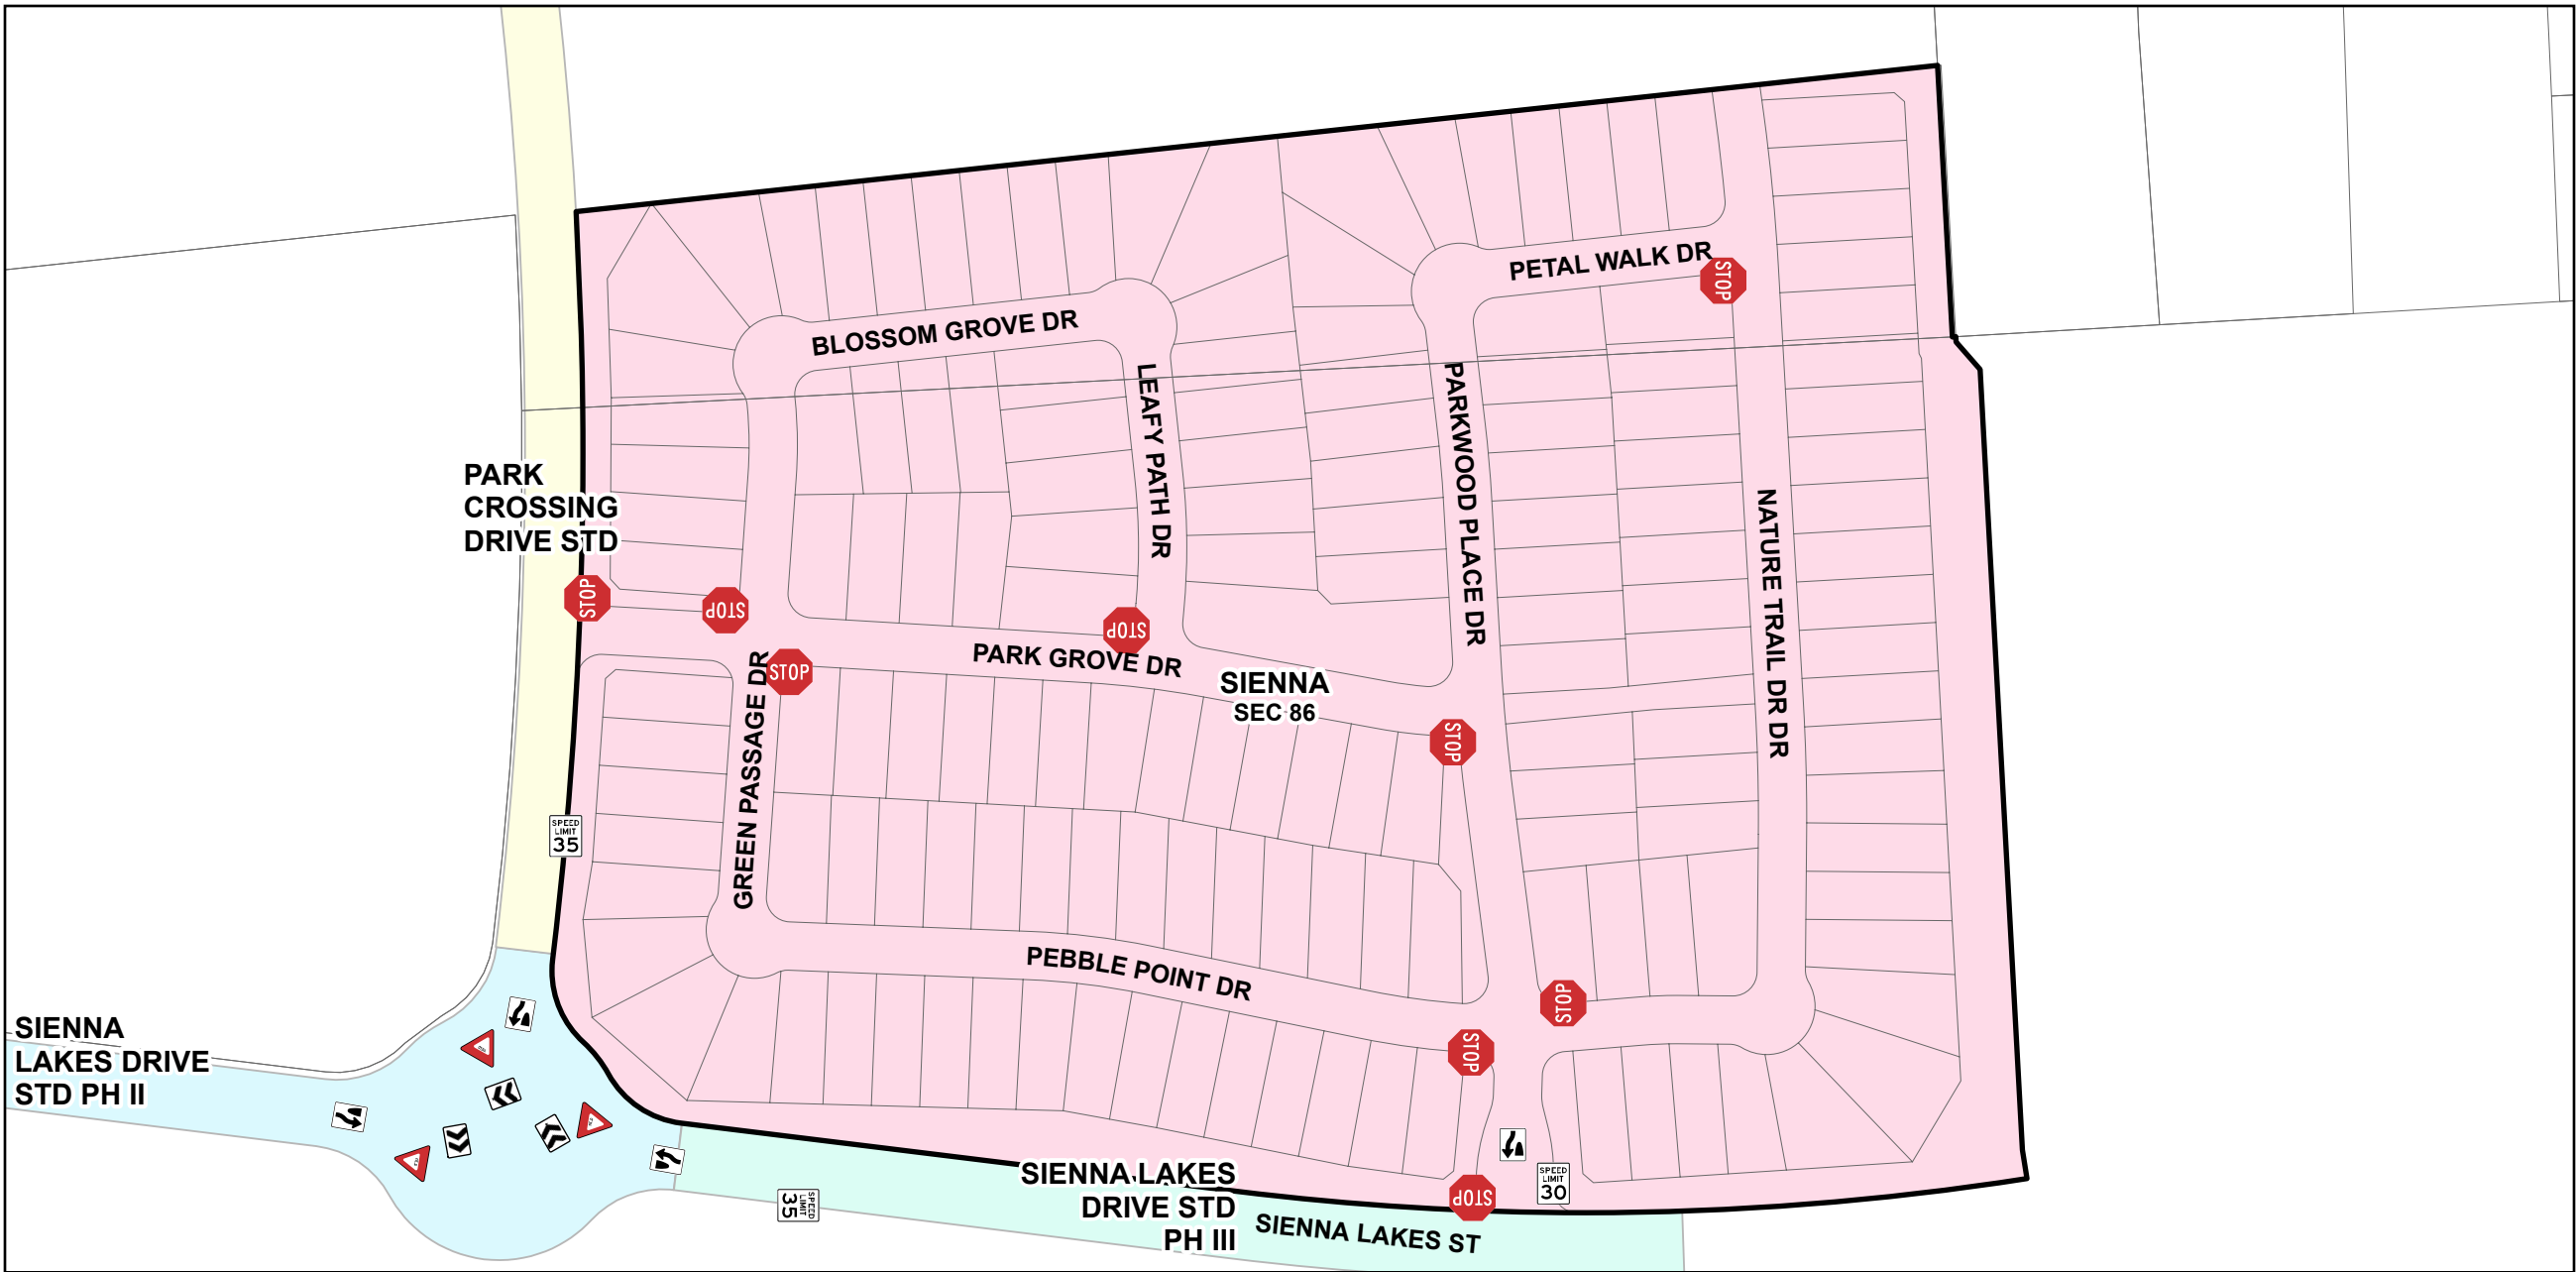 PETAL WALK DR
STOP
BLOSSOM GROVE DR
LEAFY PATH DR
PARKWOOD PLACE DR
PARK
CROSSING
DRIVE STD
NATURE TRAIL DR DR
STOP
STOP
STOP
PARK GROVE DR
STOP
GREEN PASSAGE DR
SIENNA
SEC 86
STOP
SPEED
LIMIT
35
PEBBLE POINT DR
STOP
STOP
SIENNA
LAKES DRIVE
STD PH II
SIENNA LAKES
DRIVE STD
PH III
SPEED
LIMIT
35
STOP
SPEED
LIMIT
30
SIENNA LAKES ST